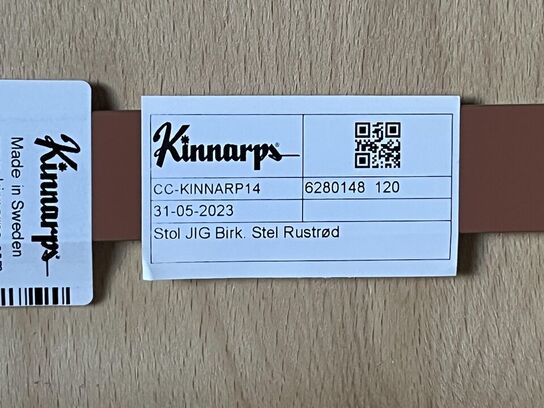 Kinnarps
CC-KINNARP14 6280148 120
31-05-2023
Stol JIG Birk. Stel Rustrød
Kinnarps
Made in Sweden